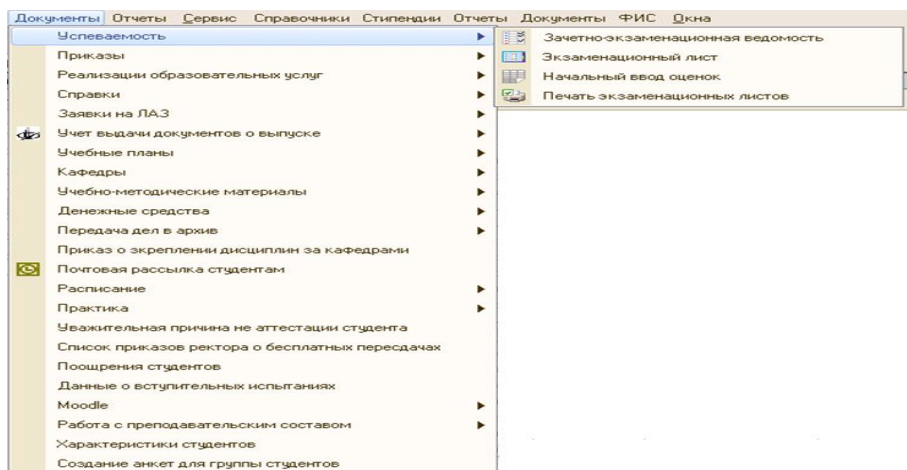 Документы Отчеты Сервис Справочники Стипендии Отчеты Документы ФИС Окна
Успеваемость
Приказы
Реализации образовательных услуг
Справки
Заявки на ЛАЗ
Учет выдачи документов о выпуске
Учебные планы
Кафедры
Учебно-методические материалы
Денежные средства
Передача дел в архив
Приказ о зкреплении дисциплин за кафедрами
Почтовая рассылка студентам
Расписание
Практика
Уважительная причина не аттестации студента
Список приказов ректора о бесплатных пересдачах
Поощрения студентов
Данные о вступительных испытаниях
Moodle
Работа с преподавательским составом
Характеристики студентов
Создание анкет для группы студентов
Зачетно-экзаменационная ведомость
Экзаменационный лист
Начальный ввод оценок
Печать экзаменационных листов